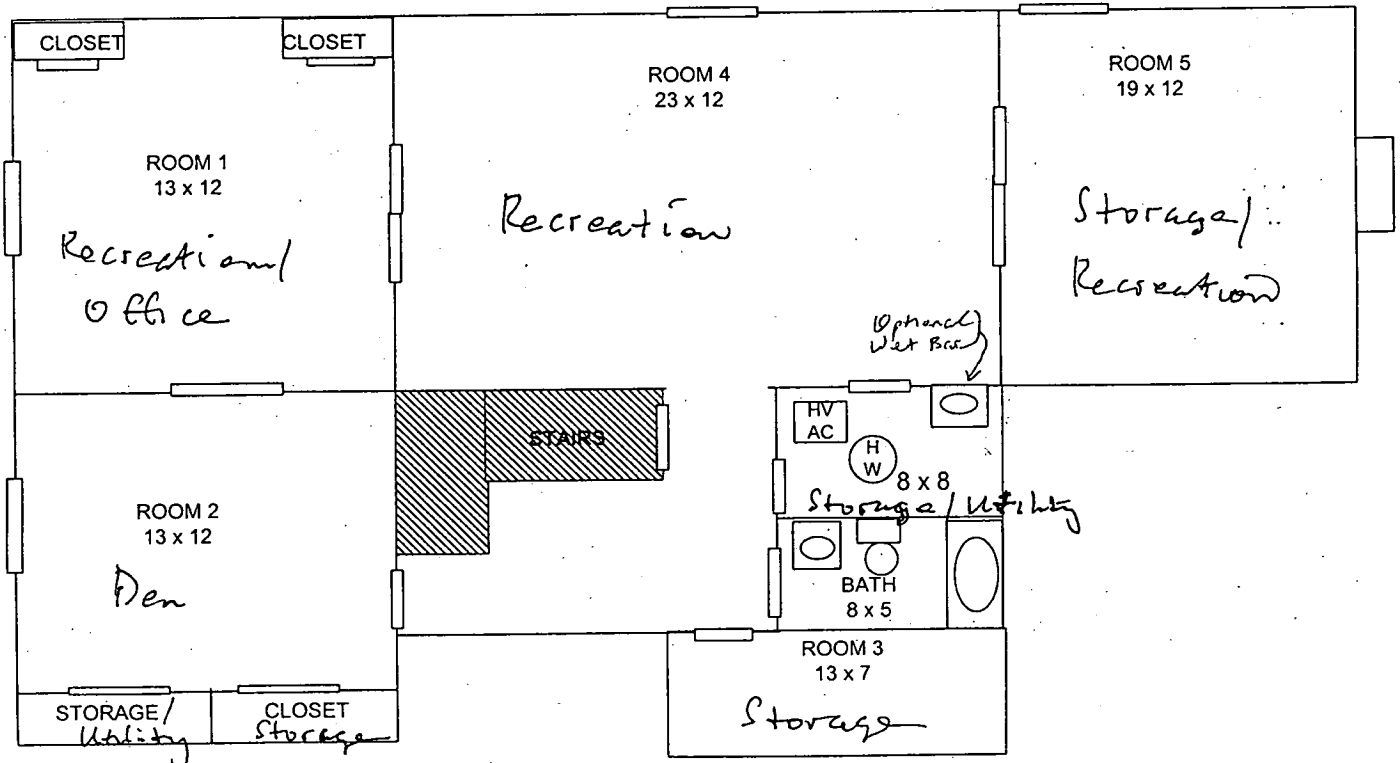 CLOSET
CLOSET
ROOM 1
13 x 12
Recreation/
Office
ROOM 4
23 x 12
Recreation
ROOM 5
19 x 12
Storage/
Recreation
Optional
Wet Bar
STAIRS
HV
AC
H
W
8 x 8
Storage/Utility
BATH
8 x 5
ROOM 2
13 x 12
Den
STORAGE/
Utility
CLOSET
Storage
ROOM 3
13 x 7
Storage